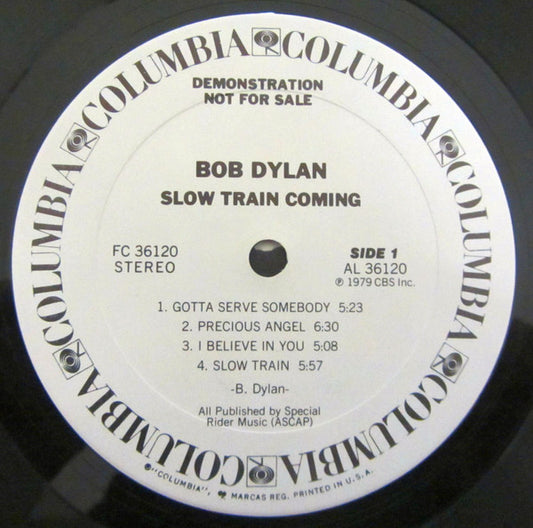 COLUMBIA COLUMBIA COLUMBIA COLUMBIA COLUMBIA COLUMBIA COLUMBIA
DEMONSTRATION
NOT FOR SALE
BOB DYLAN
SLOW TRAIN COMING
FC 36120
STEREO
SIDE 1
AL 36120
℗ 1979 CBS Inc.
1. GOTTA SERVE SOMEBODY 5:23
2. PRECIOUS ANGEL 6:30
3. I BELIEVE IN YOU 5:08
4. SLOW TRAIN 5:57
-B. Dylan-
All Published by Special
Rider Music (ASCAP)
®"COLUMBIA", MARCAS REG. PRINTED IN U.S.A.